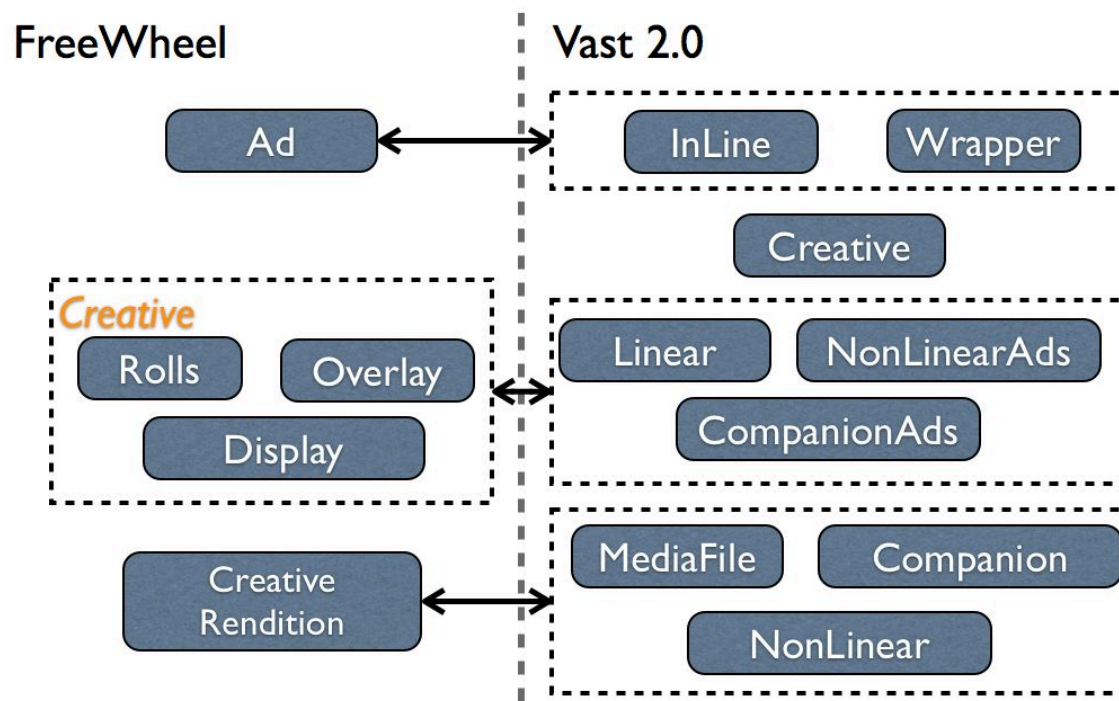 FreeWheel
Vast 2.0
Ad
InLine
Wrapper
Creative
Creative
Rolls
Overlay
Display
Linear
NonLinearAds
CompanionAds
Creative
Rendition
MediaFile
Companion
NonLinear